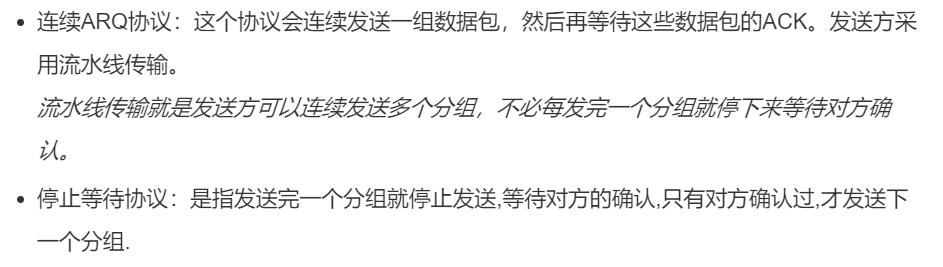 • 连续ARQ协议：这个协议会连续发送一组数据包，然后再等待这些数据包的ACK。发送方采
用流水线传输。
流水线传输就是发送方可以连续发送多个分组，不必每发完一个分组就停下来等待对方确
认。
• 停止等待协议：是指发送完一个分组就停止发送,等待对方的确认,只有对方确认过,才发送下
一个分组.